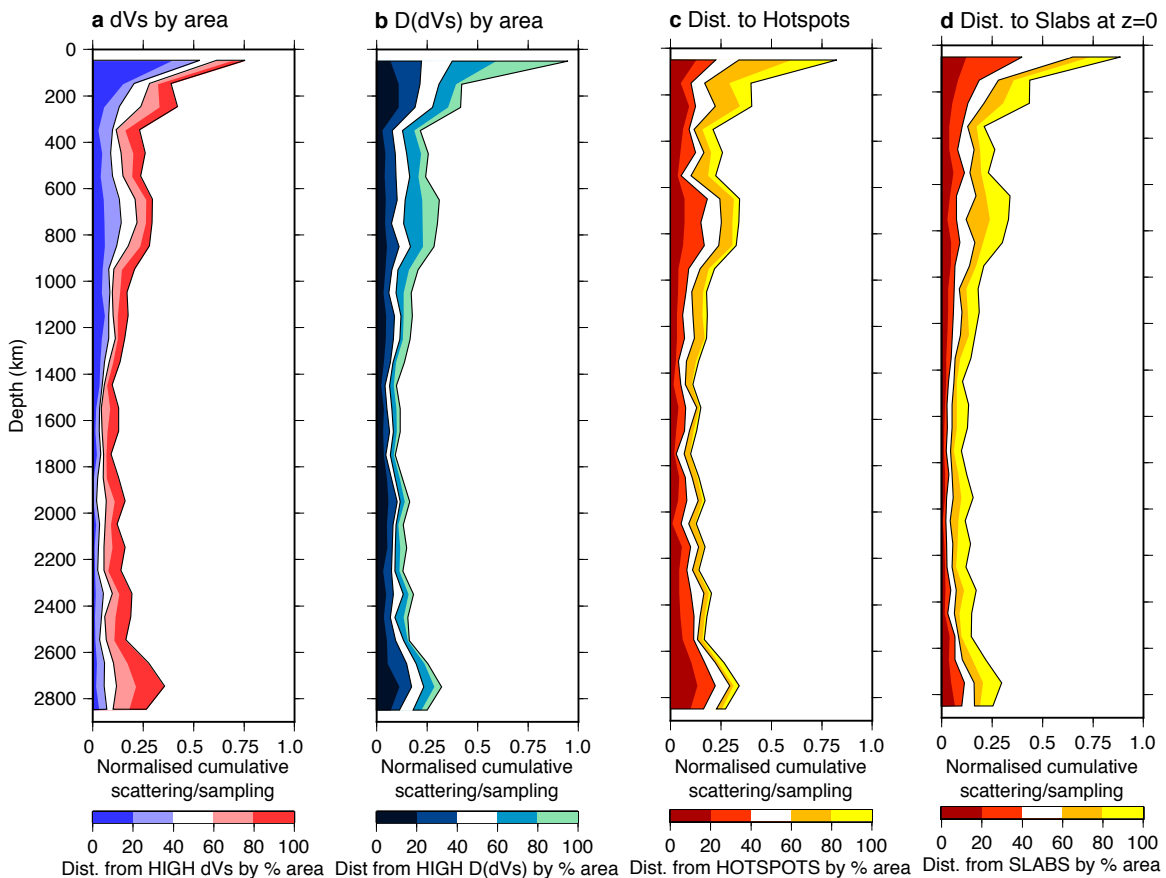 a dVs by area
b D(dVs) by area
c Dist. to Hotspots
d Dist. to Slabs at z=0
Depth (km)
0
200
400
600
800
1000
1200
1400
1600
1800
2000
2200
2400
2600
2800
0 0.25 0.5 0.75 1.0
Normalised cumulative
scattering/sampling
0 20 40 60 80 100
Dist. from HIGH dVs by % area
0 0.25 0.5 0.75 1.0
Normalised cumulative
scattering/sampling
0 20 40 60 80 100
Dist from HIGH D(dVs) by % area
0 0.25 0.5 0.75 1.0
Normalised cumulative
scattering/sampling
0 20 40 60 80 100
Dist. from HOTSPOTS by % area
0 0.25 0.5 0.75 1.0
Normalised cumulative
scattering/sampling
0 20 40 60 80 100
Dist. from SLABS by % area